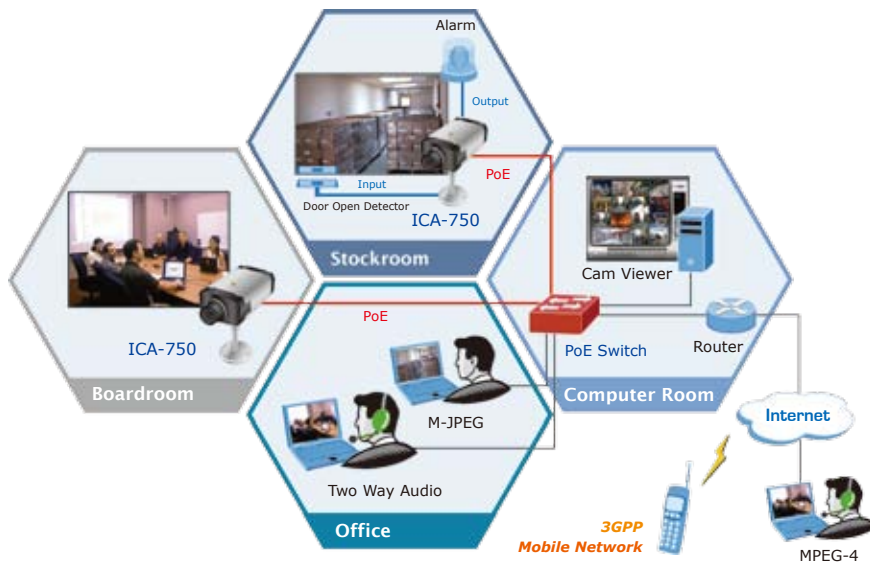 Alarm
Output
PoE
Input
Door Open Detector
ICA-750
Stockroom
Cam Viewer
PoE
ICA-750
Boardroom
PoE Switch
Router
Computer Room
M-JPEG
Two Way Audio
Office
Internet
3GPP
Mobile Network
MPEG-4